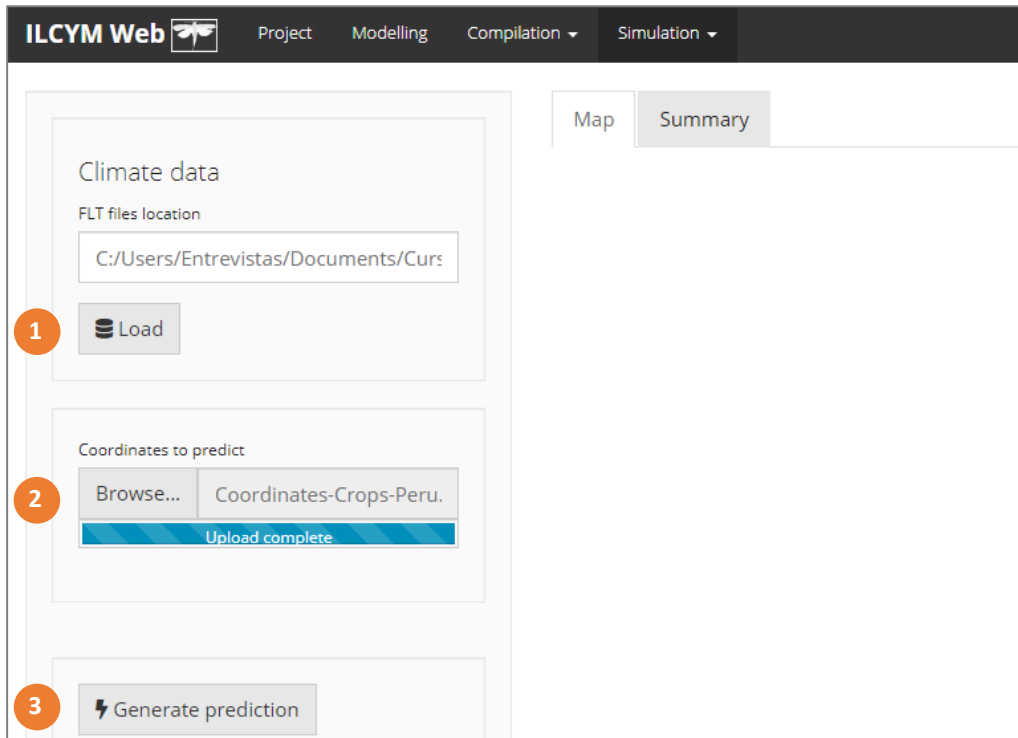 ILCYM Web Project Modelling Compilation Simulation
Map Summary
Climate data
FLT files location
C:/Users/Entrevistas/Documents/Curs
1 Load
Coordinates to predict
2 Browse... Coordinates-Crops-Peru.
Upload complete
3 Generate prediction